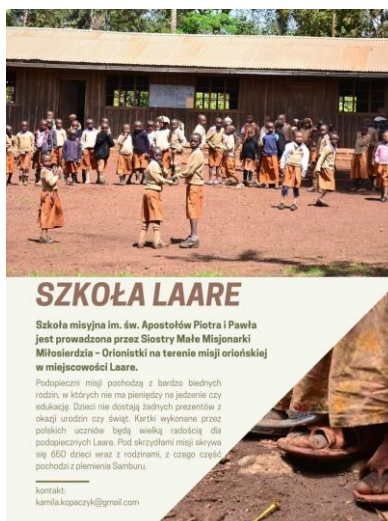 SZKOŁA LAARE
Szkoła misyjna im. św. Apostołów Piotra i Pawła
jest prowadzona przez Siostry Małe Misjonarki
Miłosierdzia – Orionistki na terenie misji oriońskiej
w miejscowości Laare.
Podopieczni misji pochodzą z bardzo biednych
rodzin, w których nie ma pieniędzy na jedzenie czy
edukację. Dzieci nie dostają żadnych prezentów z
okazji urodzin czy świąt. Kartki wykonane przez
polskich uczniów będą wielką radością dla
podopiecznych Laare. Pod skrzydłami misji skrywa
się 650 dzieci wraz z rodzinami, z czego część
pochodzi z plemienia Samburu.
kontakt:
kamila.kopaczyk@gmail.com